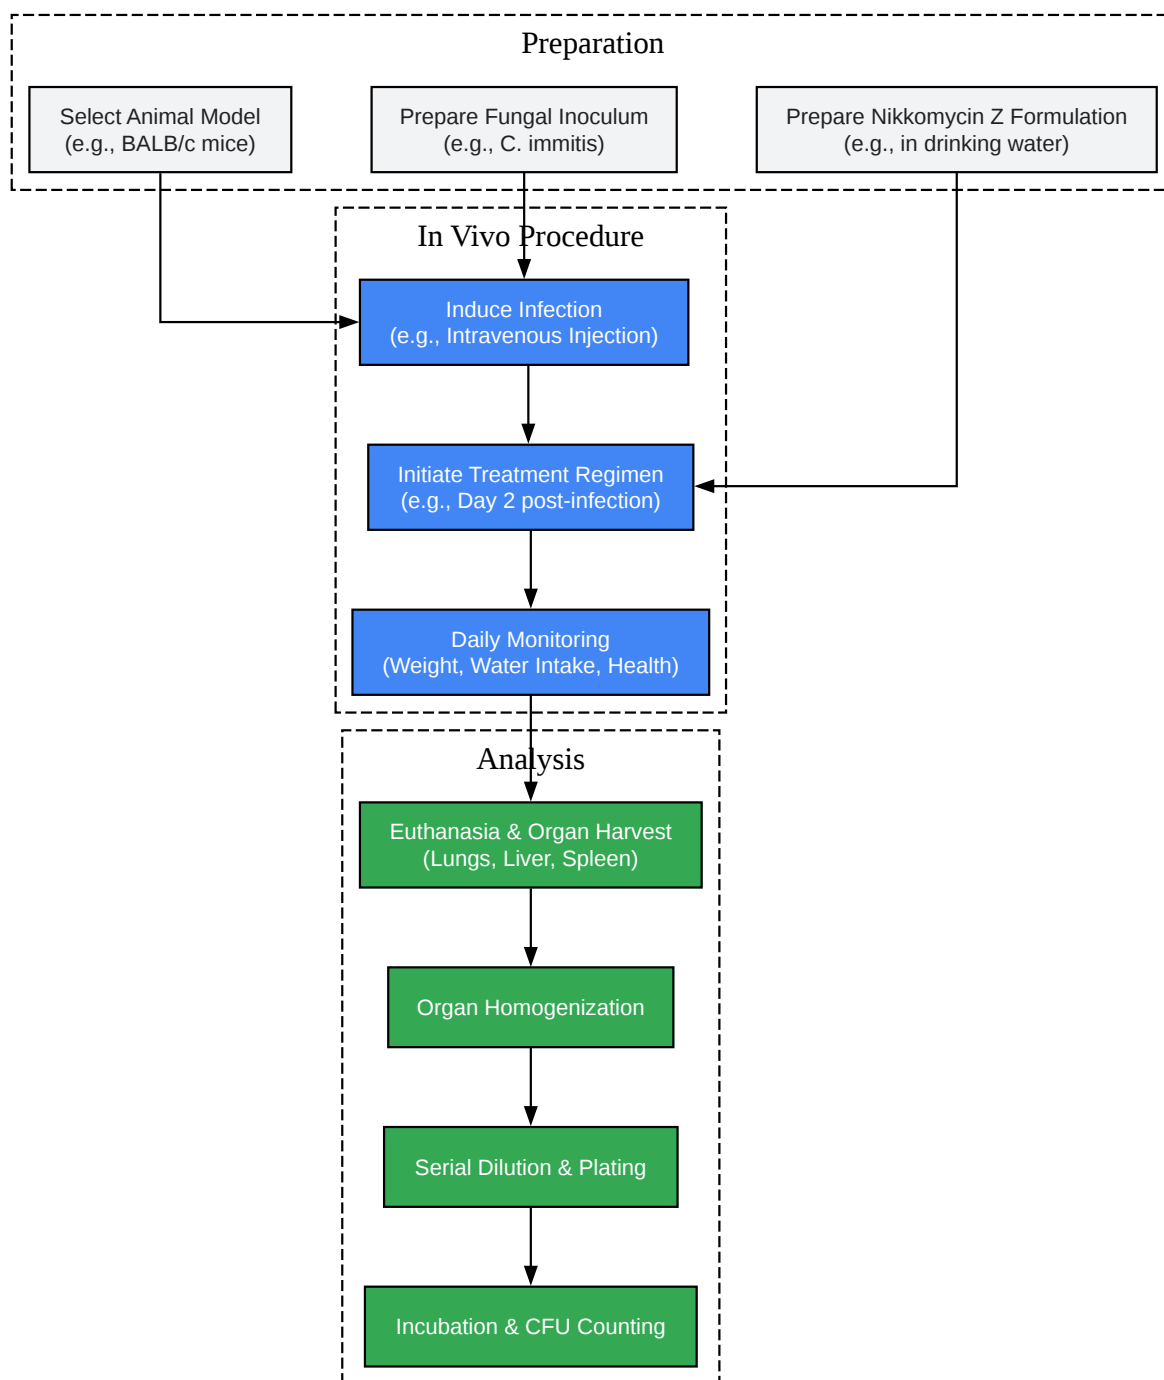 Preparation
Select Animal Model
(e.g., BALB/c mice)
Prepare Fungal Inoculum
(e.g., C. immitis)
Prepare Nikkomycin Z Formulation
(e.g., in drinking water)
In Vivo Procedure
Induce Infection
(e.g., Intravenous Injection)
Initiate Treatment Regimen
(e.g., Day 2 post-infection)
Daily Monitoring
(Weight, Water Intake, Health)
Analysis
Euthanasia & Organ Harvest
(Lungs, Liver, Spleen)
Organ Homogenization
Serial Dilution & Plating
Incubation & CFU Counting